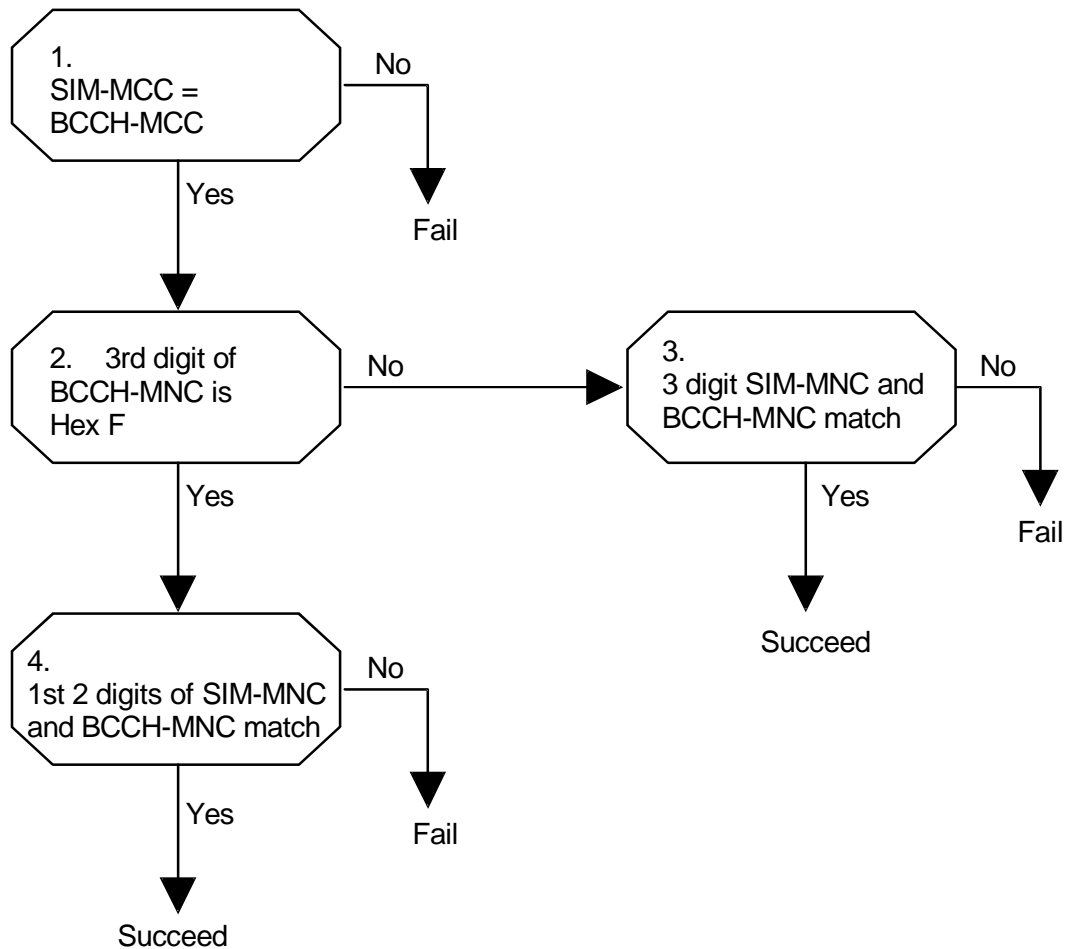 1.
SIM-MCC =
BCCH-MCC
No
Yes
Fail
2. 3rd digit of
BCCH-MNC is
Hex F
No
3.
3 digit SIM-MNC and
BCCH-MNC match
No
Yes
Yes
Fail
Succeed
4.
1st 2 digits of SIM-MNC
and BCCH-MNC match
No
Yes
Fail
Succeed